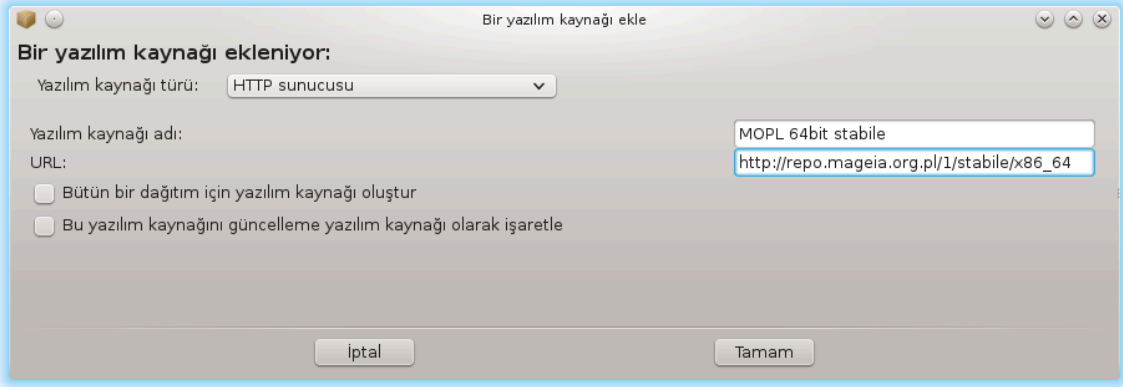 Bir yazılım kaynağı ekle
Bir yazılım kaynağı ekleniyor:
Yazılım kaynağı türü: HTTP sunucusu
Yazılım kaynağı adı: MOPL 64bit stabile
URL: http://repo.mageia.org.pl/1/stabile/x86_64
Bütün bir dağıtım için yazılım kaynağı oluştur
Bu yazılım kaynağını güncelleme yazılım kaynağı olarak işaretle
İptal Tamam